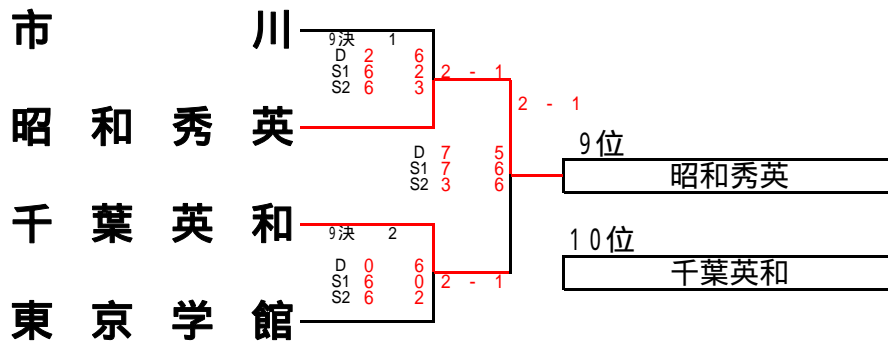 市川
9決 1
D 2 6
S1 6 2
S2 6 3
2 - 1
昭和秀英
2 - 1
D 7 5
S1 7 6
S2 3 6
9位
昭和秀英
千葉英和
9決 2
D 0 6
S1 6 0
S2 6 2
2 - 1
東京学館
10位
千葉英和